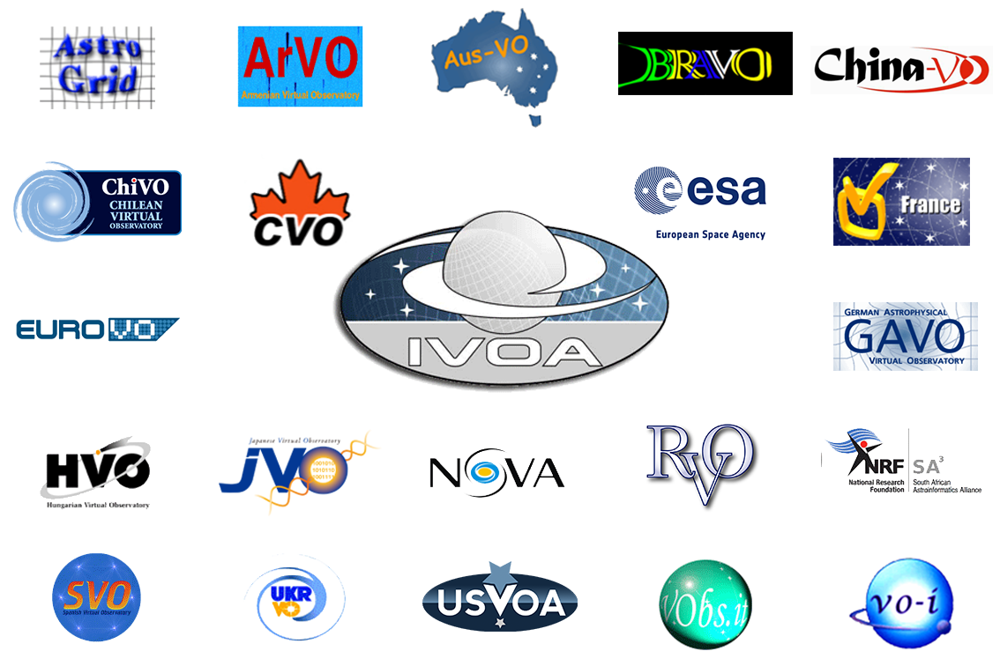 Astro
Grid
ArVO
Armenian Virtual Observatory
Aus-VO
BRAVO
China-VO
ChiVO
CHILEAN
VIRTUAL
OBSERVATORY
CVO
esa
European Space Agency
France
IVOA
EUROVO
GERMAN ASTROPHYSICAL
GAVO
VIRTUAL OBSERVATORY
HVO
Hungarian Virtual Observatory
Japanese Virtual Observatory
JVO
1001010
1010110
1001111
NOVA
RVO
NRF
National Research
Foundation
SA³
South African
Astroinformatics Alliance
SVO
Spanish Virtual Observatory
UKR
VO
USVOA
VObs.it
vo-i